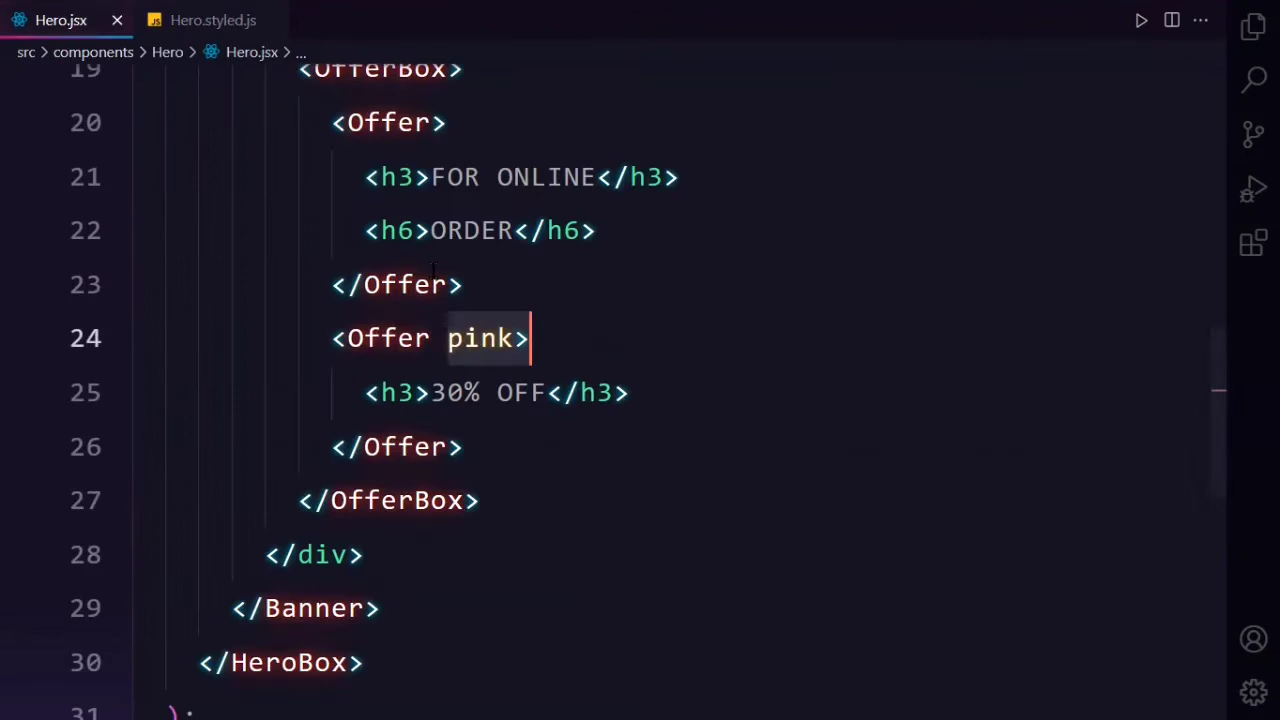 Hero.jsx Hero.styled.js
src > components > Hero > Hero.jsx > ...
19 <OfferBox>
20 <Offer>
21 <h3>FOR ONLINE</h3>
22 <h6>ORDER</h6>
23 </Offer>
24 <Offer pink>
25 <h3>30% OFF</h3>
26 </Offer>
27 </OfferBox>
28 </div>
29 </Banner>
30 </HeroBox>
31 );